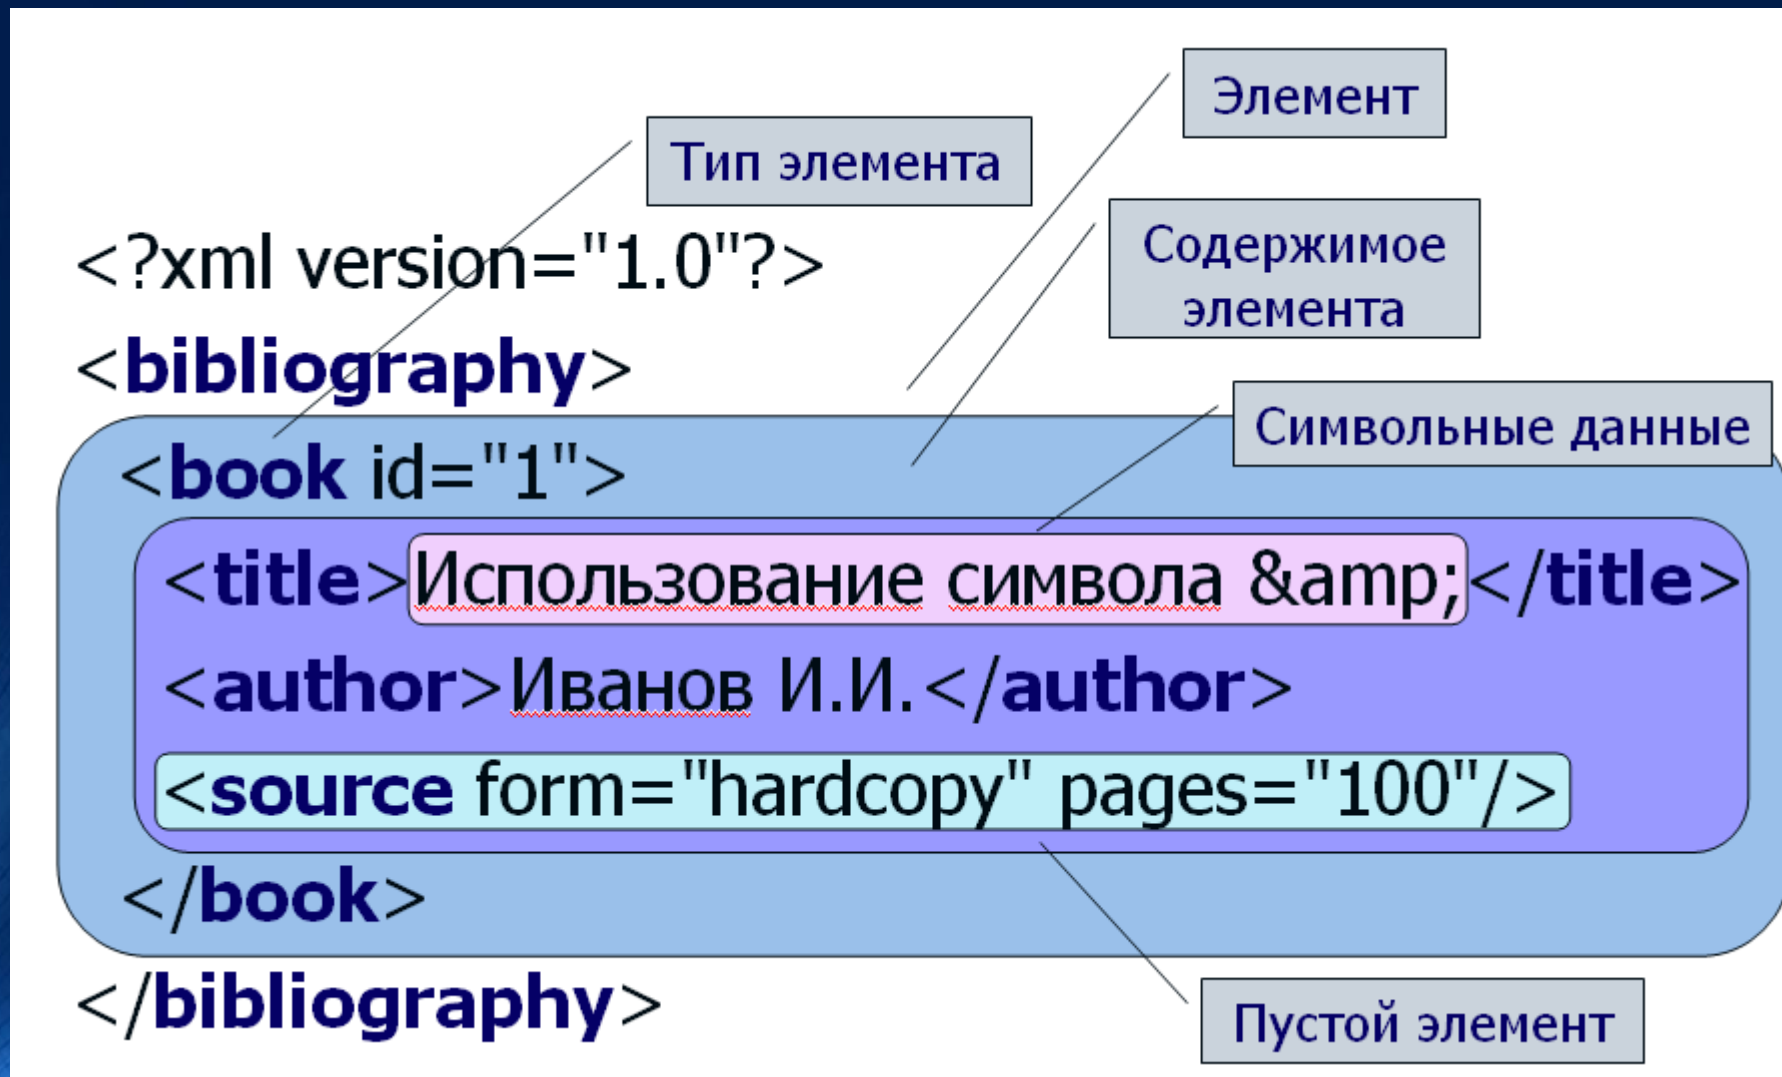 Элемент
Тип элемента
Содержимое
элемента
<?xml version="1.0"?>
<bibliography>
Символьные данные
<book id="1">
<title>Использование символа &amp;</title>
<author>Иванов И.И.</author>
<source form="hardcopy" pages="100"/>
</book>
</bibliography>
Пустой элемент